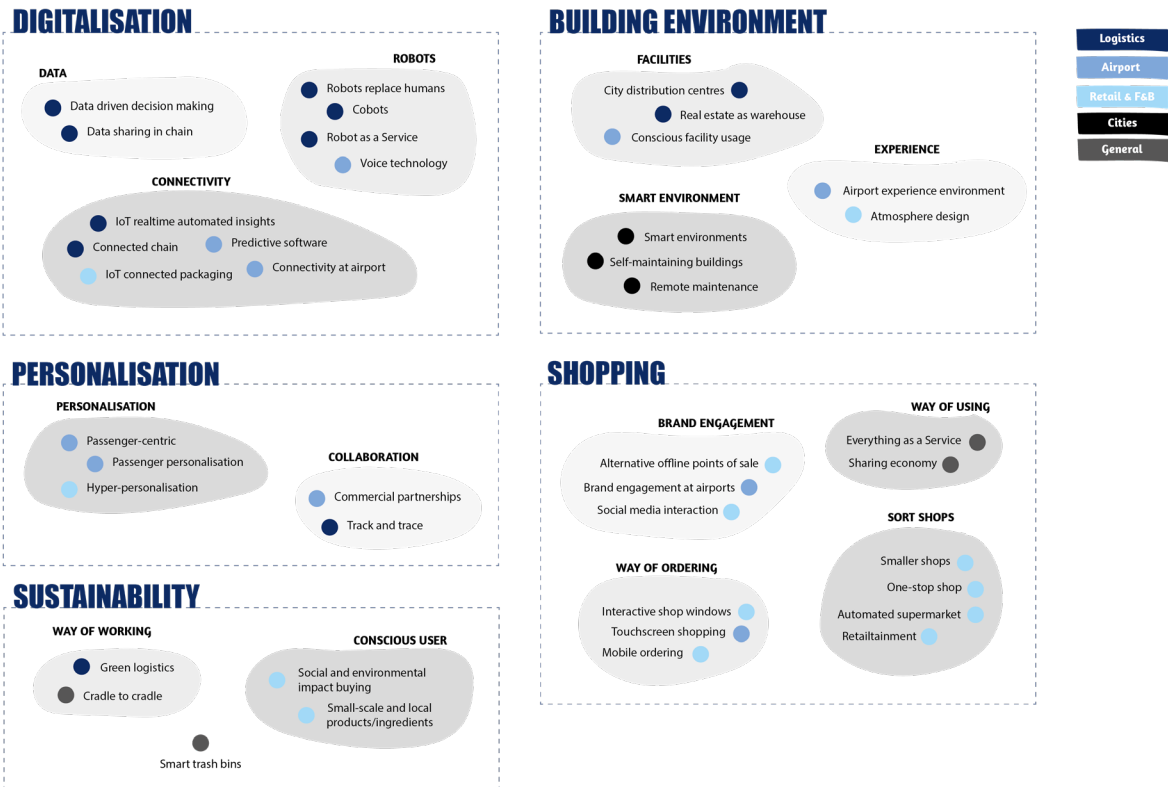 DIGITALISATION
DATA
Data driven decision making
Data sharing in chain
ROBOTS
Robots replace humans
Cobots
Robot as a Service
Voice technology
CONNECTIVITY
IoT realtime automated insights
Connected chain
Predictive software
IoT connected packaging
Connectivity at airport
BUILDING ENVIRONMENT
FACILITIES
City distribution centres
Real estate as warehouse
Conscious facility usage
EXPERIENCE
Airport experience environment
Atmosphere design
SMART ENVIRONMENT
Smart environments
Self-maintaining buildings
Remote maintenance
Logistics
Airport
Retail & F&B
Cities
General
PERSONALISATION
PERSONALISATION
Passenger-centric
Passenger personalisation
Hyper-personalisation
COLLABORATION
Commercial partnerships
Track and trace
SHOPPING
BRAND ENGAGEMENT
Alternative offline points of sale
Brand engagement at airports
Social media interaction
WAY OF USING
Everything as a Service
Sharing economy
WAY OF ORDERING
Interactive shop windows
Touchscreen shopping
Mobile ordering
SORT SHOPS
Smaller shops
One-stop shop
Automated supermarket
Retailtainment
SUSTAINABILITY
WAY OF WORKING
Green logistics
Cradle to cradle
CONSCIOUS USER
Social and environmental
impact buying
Small-scale and local
products/ingredients
Smart trash bins